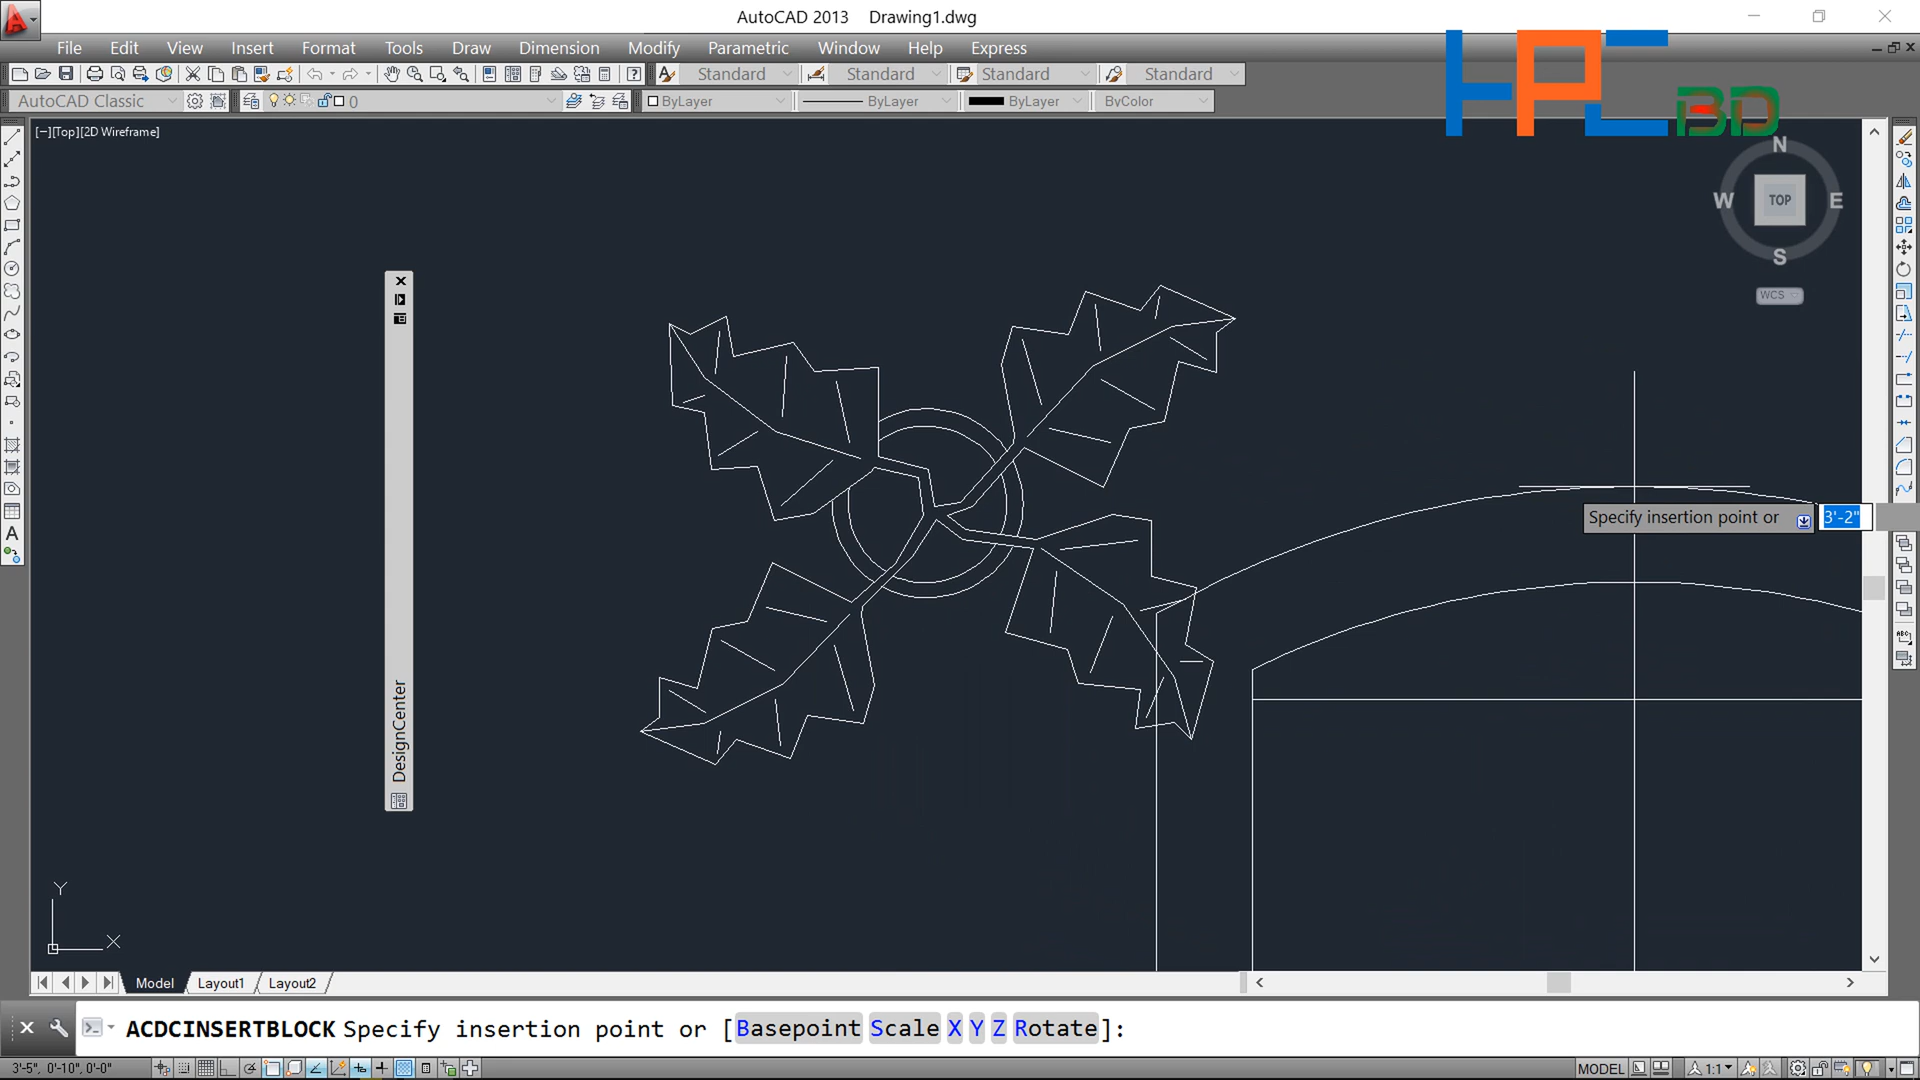 AutoCAD 2013 Drawing1.dwg
File Edit View Insert Format Tools Draw Dimension Modify Parametric Window Help Express
Standard Standard Standard Standard
AutoCAD Classic 0 ByLayer ByLayer ByLayer ByColor
HPC BD
[−][Top][2D Wireframe]
N
W TOP E
S
WCS
Specify insertion point or 3'-2"
DesignCenter
Y
X
Model Layout1 Layout2
ACDCINSERTBLOCK Specify insertion point or [Basepoint Scale X Y Z Rotate]:
3'-5", 0'-10", 0'-0" MODEL 1:1